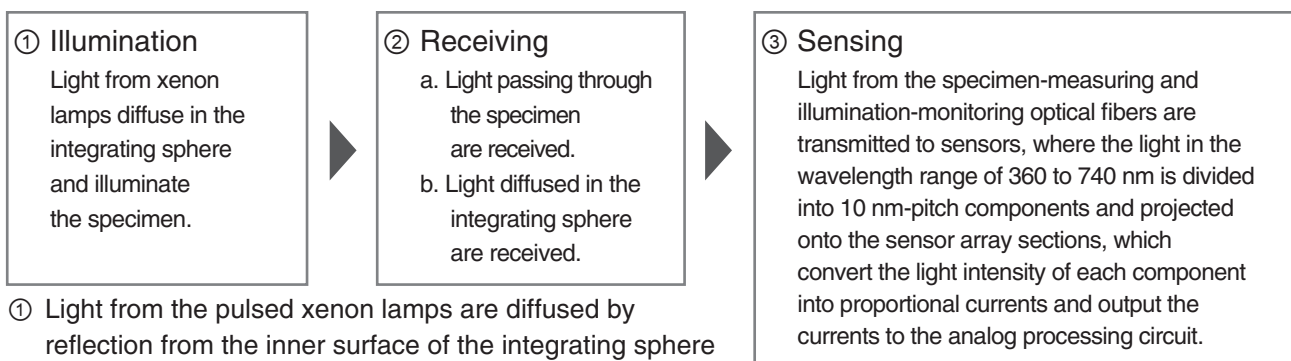 ① Illumination
Light from xenon
lamps diffuse in the
integrating sphere
and illuminate
the specimen.
② Receiving
a. Light passing through
the specimen
are received.
b. Light diffused in the
integrating sphere
are received.
③ Sensing
Light from the specimen-measuring and
illumination-monitoring optical fibers are
transmitted to sensors, where the light in the
wavelength range of 360 to 740 nm is divided
into 10 nm-pitch components and projected
onto the sensor array sections, which
convert the light intensity of each component
into proportional currents and output the
currents to the analog processing circuit.
① Light from the pulsed xenon lamps are diffused by
reflection from the inner surface of the integrating sphere